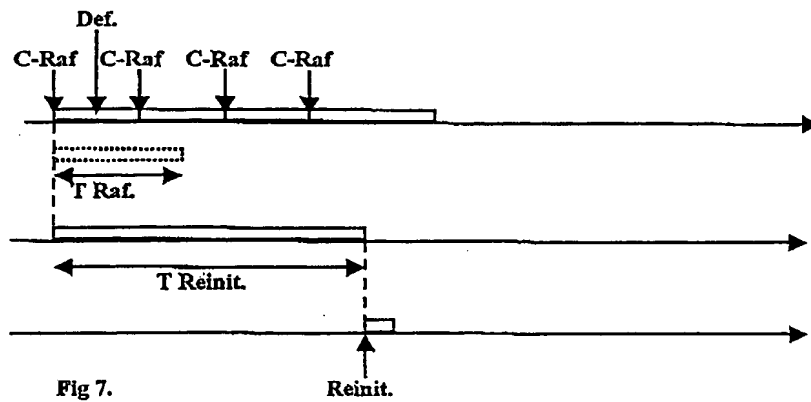 Def.
C-Raf C-Raf C-Raf C-Raf
T Raf.
T Reinit.
Fig 7. Reinit.